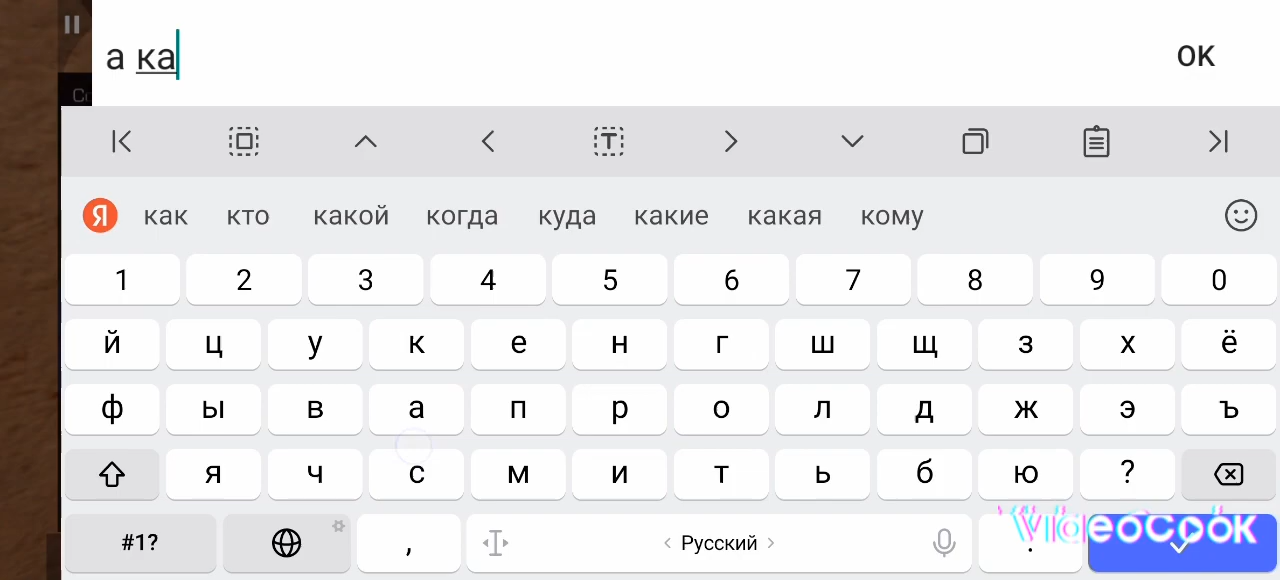 а ка
OK
Я как кто какой когда куда какие какая кому
1 2 3 4 5 6 7 8 9 0
й ц у к е н г ш щ з х ё
ф ы в а п р о л д ж э ъ
я ч с м и т ь б ю ?
#1? , Русский .
VideoCook